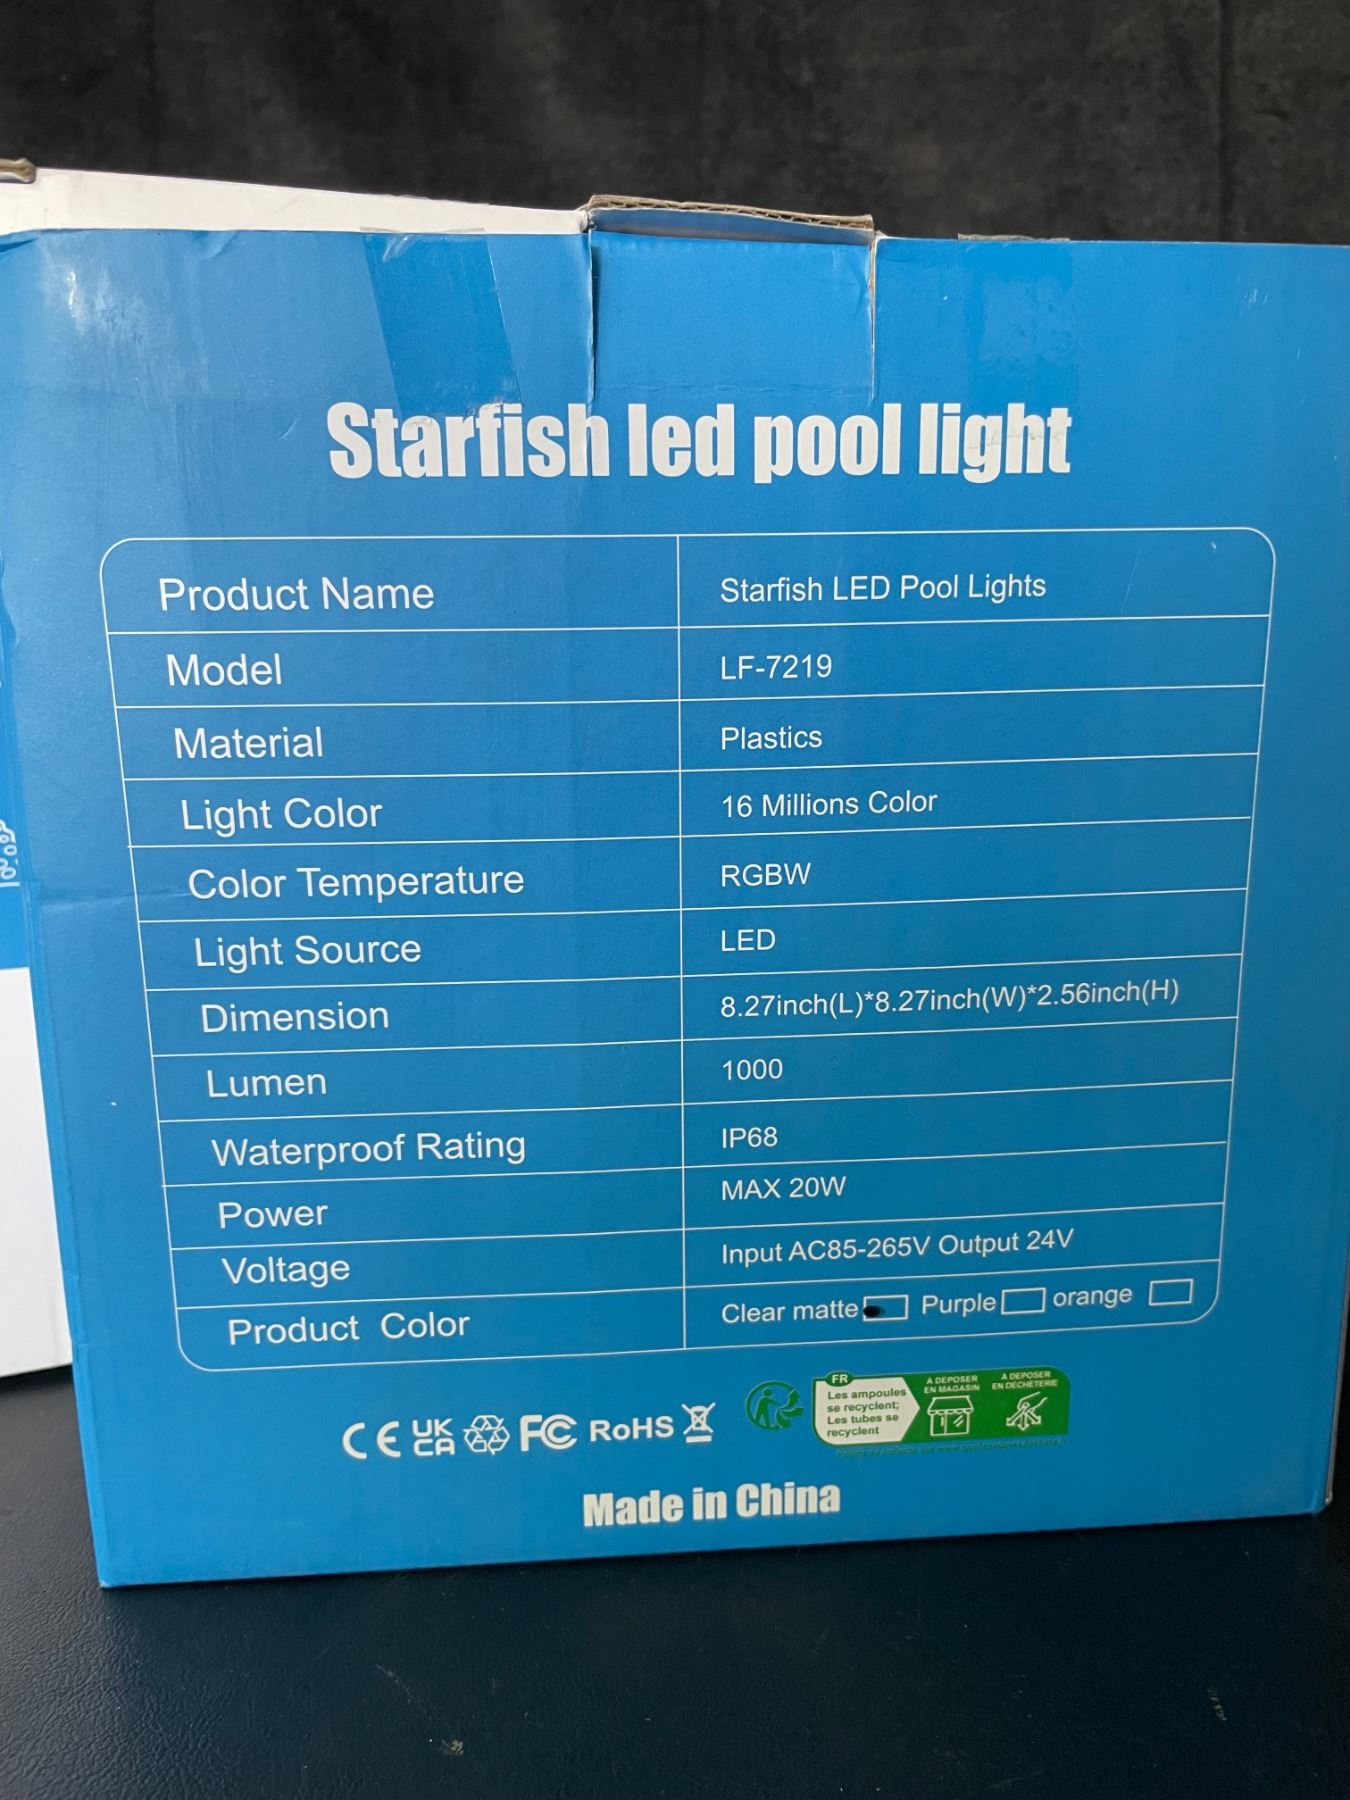 Starfish led pool light
Product Name Starfish LED Pool Lights
Model LF-7219
Material Plastics
Light Color 16 Millions Color
Color Temperature RGBW
Light Source LED
Dimension 8.27inch(L)*8.27inch(W)*2.56inch(H)
Lumen 1000
Waterproof Rating IP68
Power MAX 20W
Voltage Input AC85-265V Output 24V
Product Color Clear matte Purple orange
CE UK CA FC RoHS
FR
Les ampoules
se recyclent;
Les tubes se
recyclent
A DEPOSER
EN MAGASIN
A DEPOSER
EN DECHETERIE
Made in China